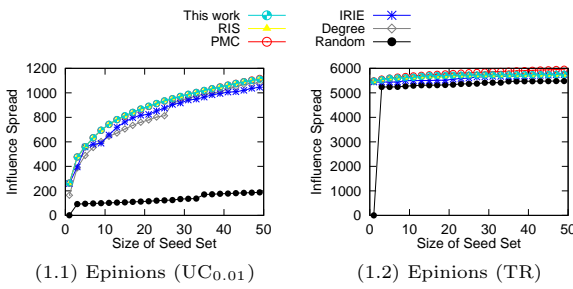 This work
RIS
PMC
IRIE
Degree
Random
1200
1000
800
600
400
200
0
Influence Spread
0 10 20 30 40 50
Size of Seed Set
(1.1) Epinions (UC0.01)
6000
5000
4000
3000
2000
1000
0
Influence Spread
0 10 20 30 40 50
Size of Seed Set
(1.2) Epinions (TR)